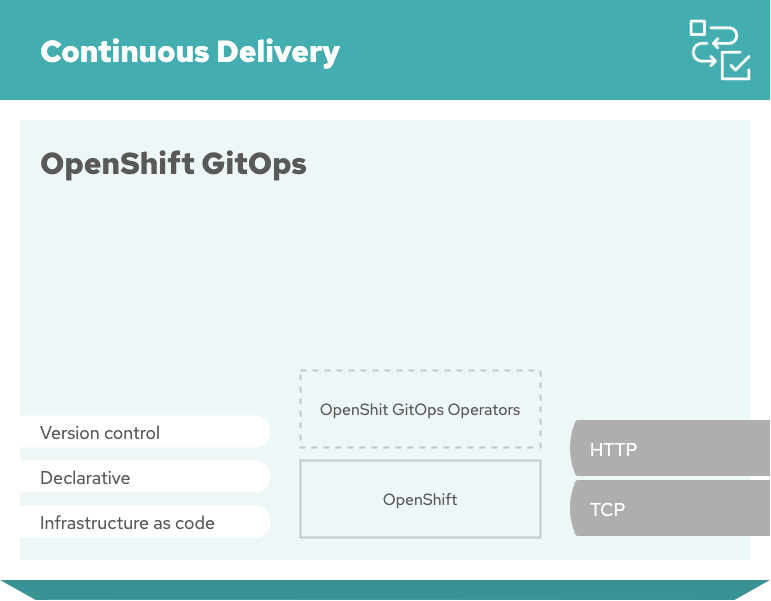 Continuous Delivery
OpenShift GitOps
Version control
Declarative
Infrastructure as code
OpenShit GitOps Operators
OpenShift
HTTP
TCP